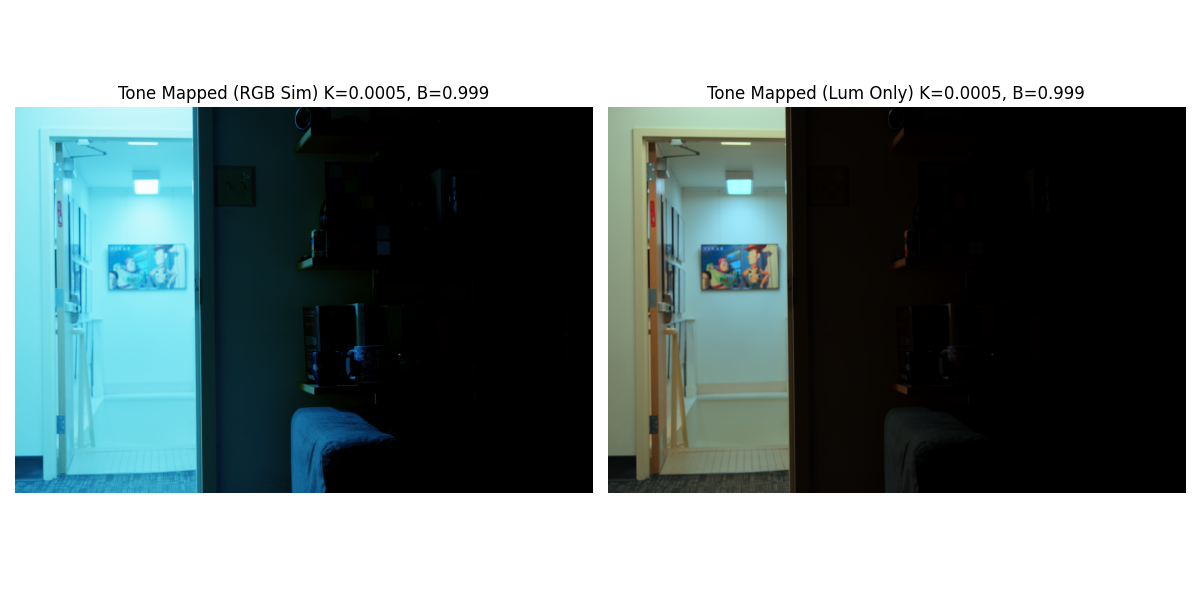 Tone Mapped (RGB Sim) K=0.0005, B=0.999
Tone Mapped (Lum Only) K=0.0005, B=0.999